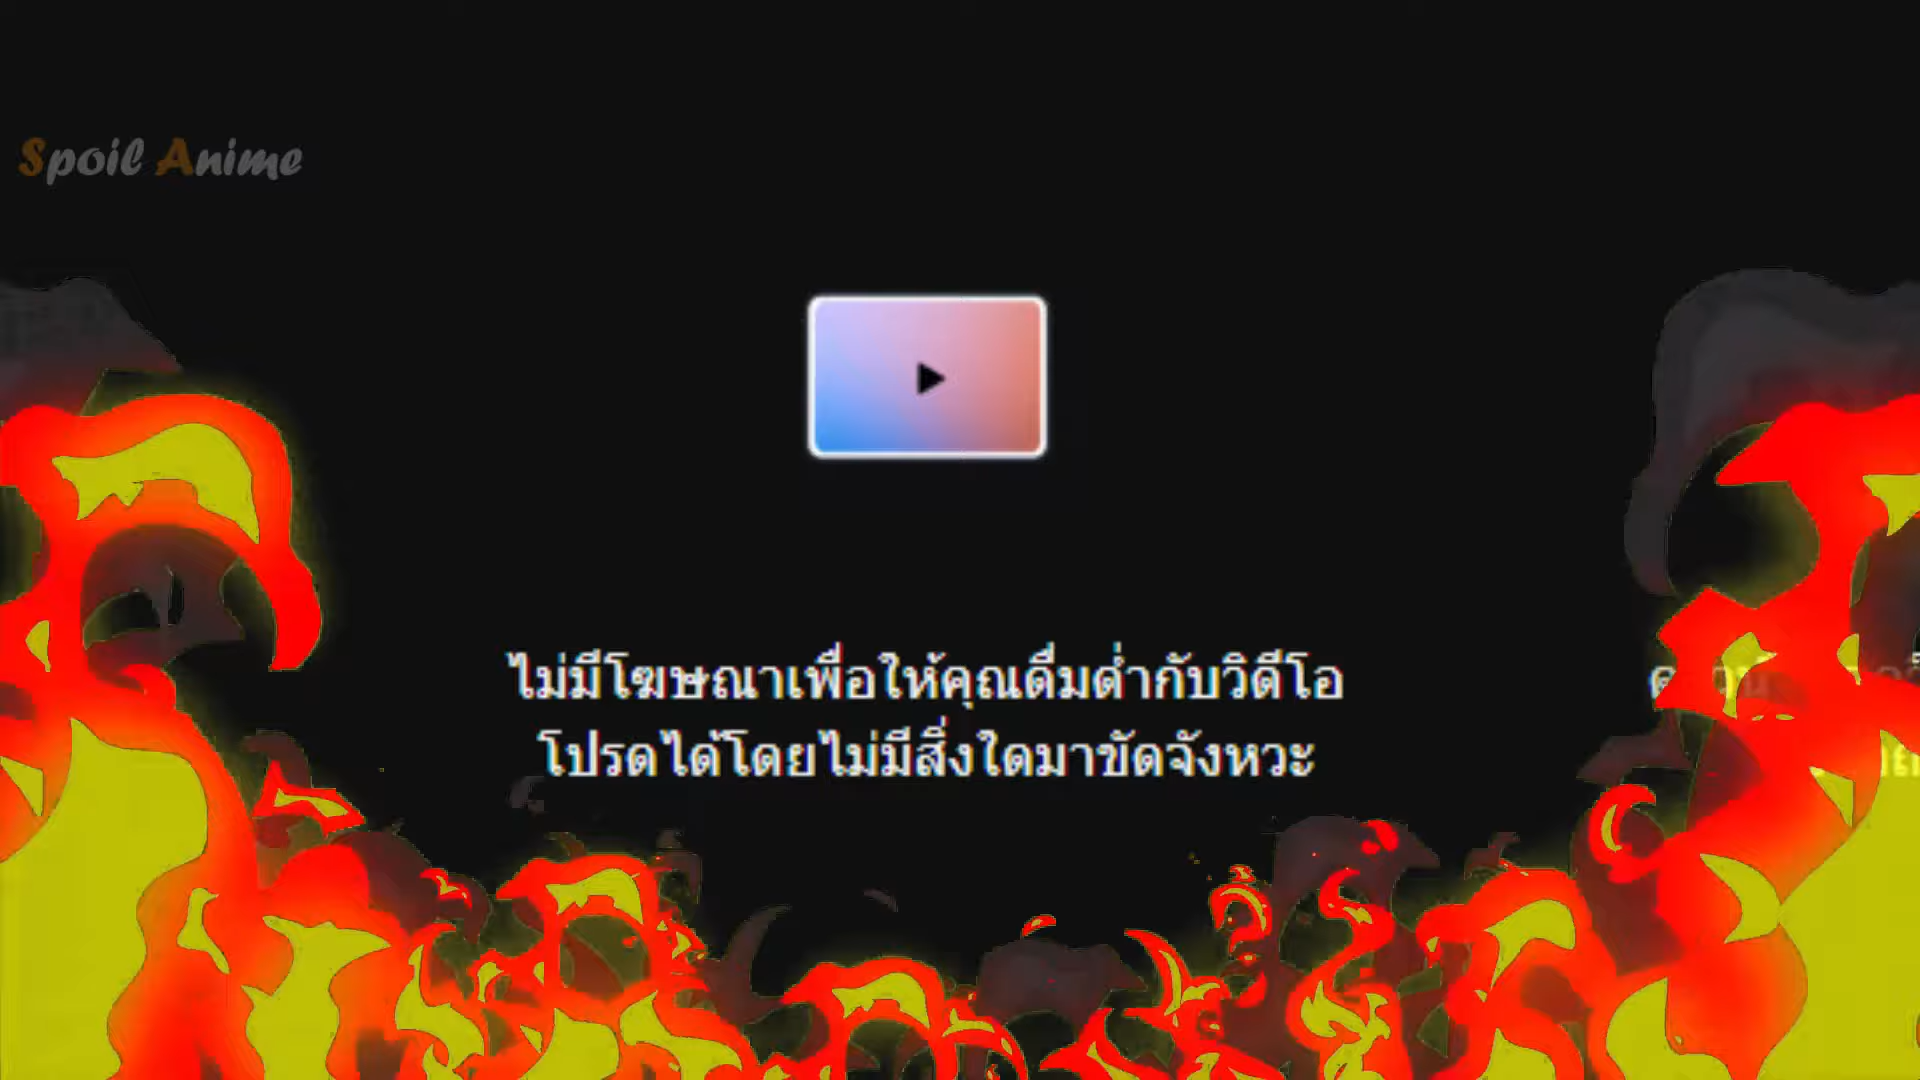 Spoil Anime
ไม่มีโฆษณาเพื่อให้คุณดื่มด่ำกับวิดีโอ
โปรดได้โดยไม่มีสิ่งใดมาขัดจังหวะ